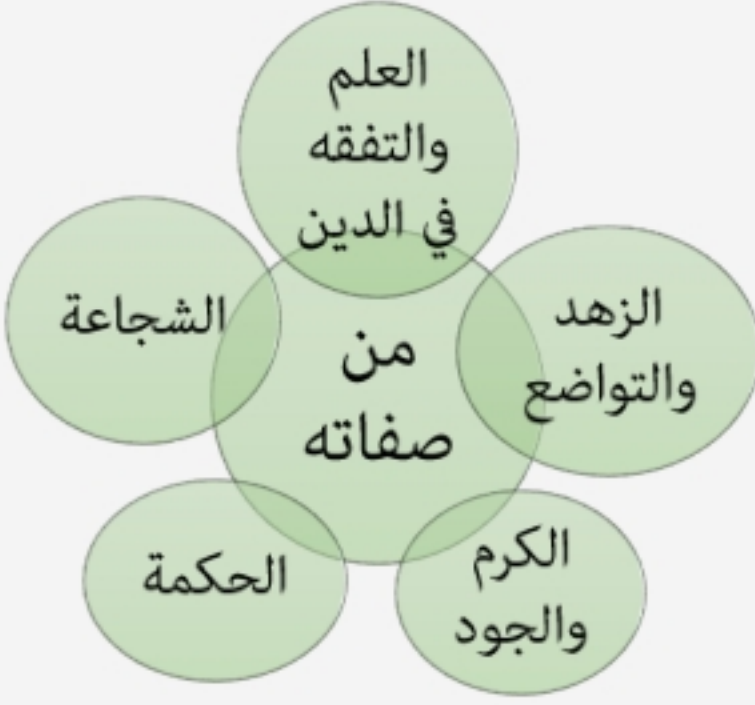 العلم
والتفقه
في الدين
الزهد
والتواضع
الشجاعة
من
صفاته
الكرم
والجود
الحكمة